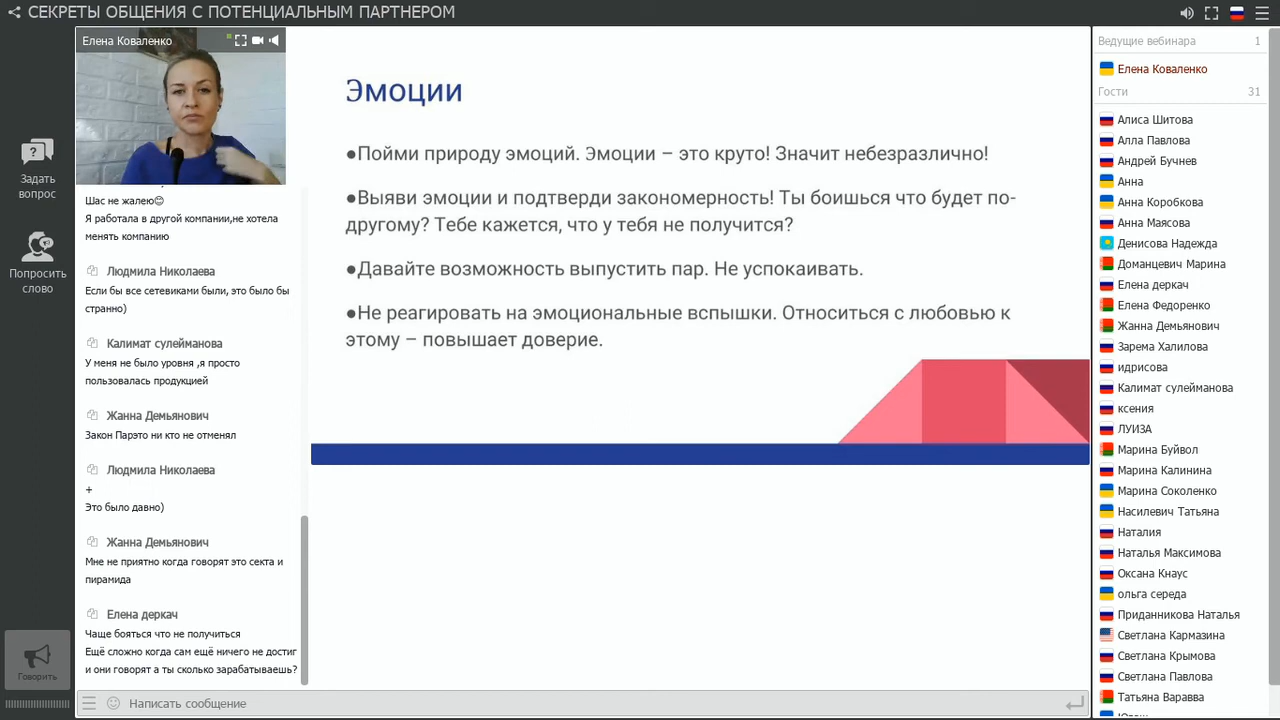 СЕКРЕТЫ ОБЩЕНИЯ С ПОТЕНЦИАЛЬНЫМ ПАРТНЕРОМ
Задать
вопрос
Попросить
слово
Говорить
Елена Коваленко
Шас не жалею
Я работала в другой компании,не хотела
менять компанию
Людмила Николаева
Если бы все сетевиками были, это было бы
странно)
Калимат сулейманова
У меня не было уровня ,я просто
пользовалась продукцией
Жанна Демьянович
Закон Парэто ни кто не отменял
Людмила Николаева
+
Это было давно)
Жанна Демьянович
Мне не приятно когда говорят это секта и
пирамида
Елена деркач
Чаще бояться что не получиться
Ещё сложно когда сам ещё ничего не достиг
и они говорят а ты сколько зарабатываешь?
Написать сообщение
Эмоции
●Пойми природу эмоций. Эмоции – это круто! Значит небезразлично!
●Выяви эмоции и подтверди закономерность! Ты боишься что будет по-
другому? Тебе кажется, что у тебя не получится?
●Давайте возможность выпустить пар. Не успокаивать.
●Не реагировать на эмоциональные вспышки. Относиться с любовью к
этому – повышает доверие.
Ведущие вебинара 1
Елена Коваленко
Гости 31
Алиса Шитова
Алла Павлова
Андрей Бучнев
Анна
Анна Коробкова
Анна Маясова
Денисова Надежда
Доманцевич Марина
Елена деркач
Елена Федоренко
Жанна Демьянович
Зарема Халилова
идрисова
Калимат сулейманова
ксения
ЛУИЗА
Марина Буйвол
Марина Калинина
Марина Соколенко
Насилевич Татьяна
Наталия
Наталья Максимова
Оксана Кнаус
ольга середа
Приданникова Наталья
Светлана Кармазина
Светлана Крымова
Светлана Павлова
Татьяна Варавва